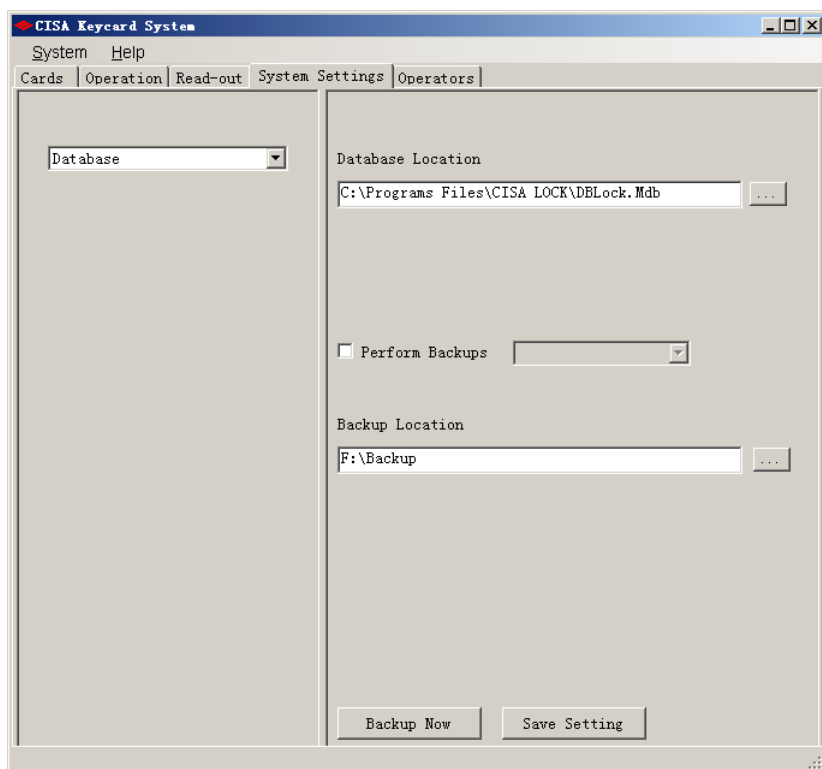 CISA Keycard System
System Help
Cards Operation Read-out System Settings Operators
Database
Database Location
C:\Programs Files\CISA LOCK\DBLock.Mdb
...
Perform Backups
Backup Location
F:\Backup
...
Backup Now Save Setting